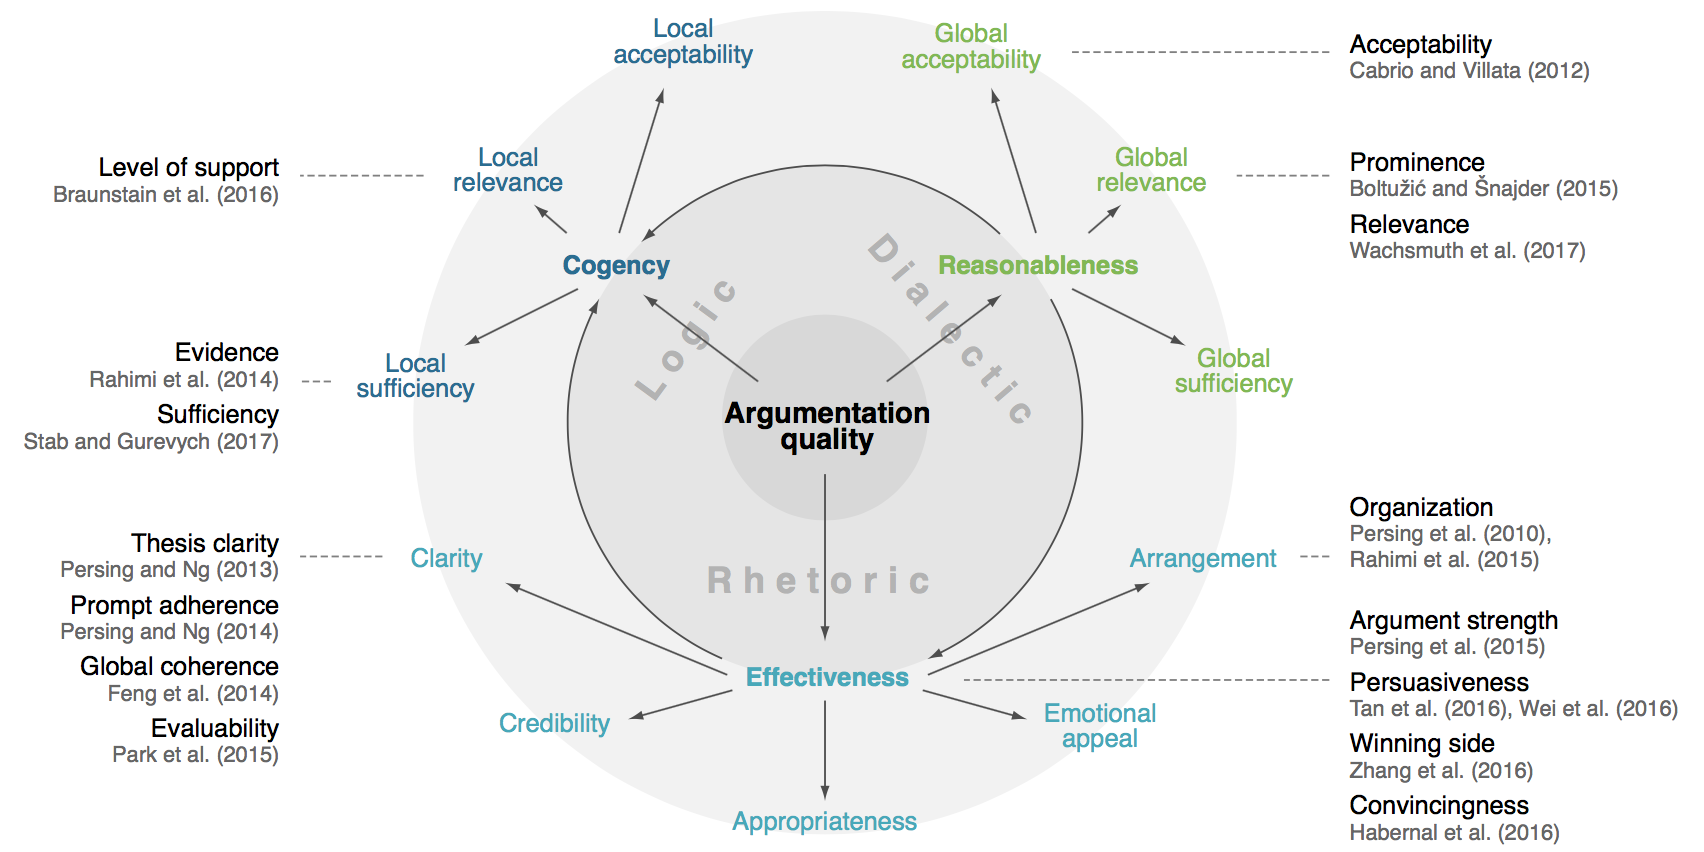 Local
acceptability
Global
acceptability
Acceptability
Cabrio and Villata (2012)
Level of support
Braunstain et al. (2016)
Local
relevance
Global
relevance
Prominence
Boltužić and Šnajder (2015)
Relevance
Wachsmuth et al. (2017)
Cogency
Reasonableness
Logic
Dialectic
Evidence
Rahimi et al. (2014)
Sufficiency
Stab and Gurevych (2017)
Local
sufficiency
Global
sufficiency
Argumentation
quality
Rhetoric
Thesis clarity
Persing and Ng (2013)
Prompt adherence
Persing and Ng (2014)
Global coherence
Feng et al. (2014)
Evaluability
Park et al. (2015)
Clarity
Arrangement
Organization
Persing et al. (2010),
Rahimi et al. (2015)
Effectiveness
Credibility
Emotional
appeal
Appropriateness
Argument strength
Persing et al. (2015)
Persuasiveness
Tan et al. (2016), Wei et al. (2016)
Winning side
Zhang et al. (2016)
Convincingness
Habernal et al. (2016)